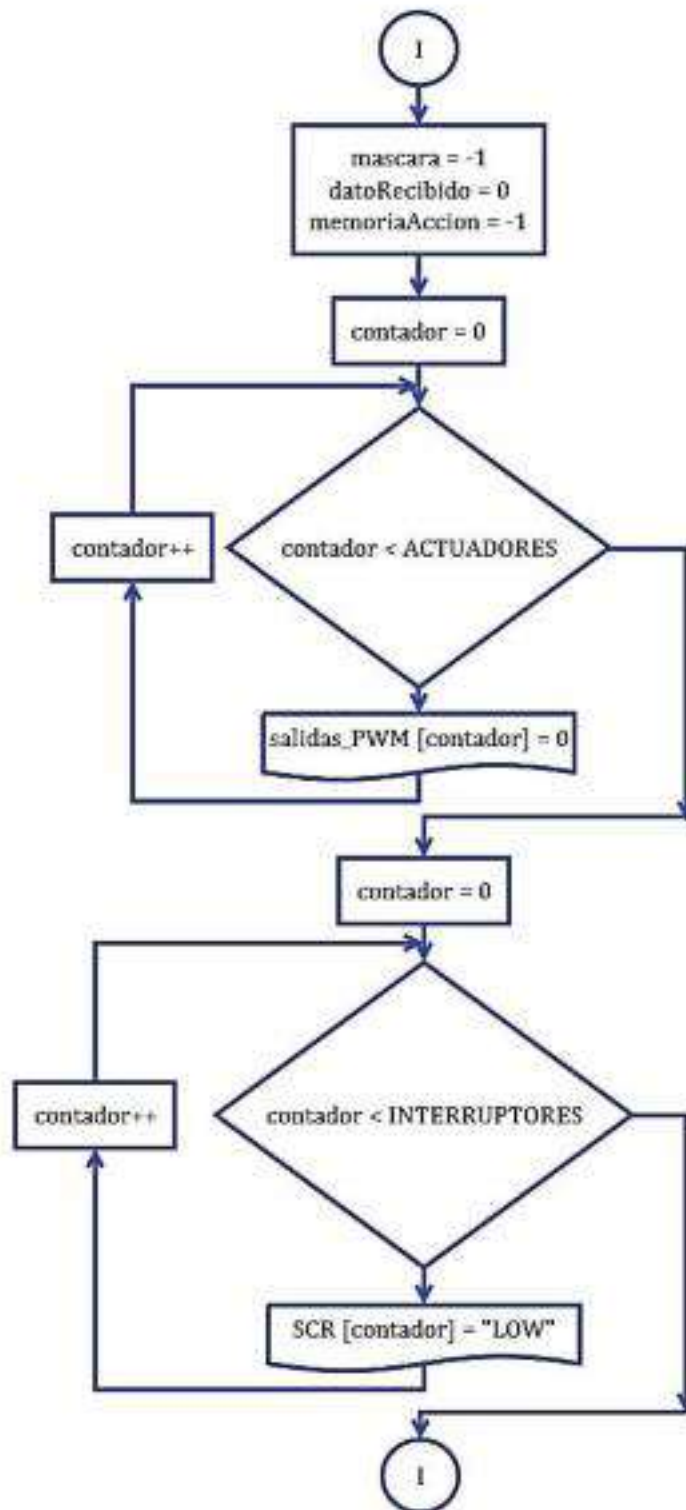 1
mascara = -1
datoRecibido = 0
memoriaAccion = -1
contador = 0
contador < ACTUADORES
contador++
salidas_PWM [contador] = 0
contador = 0
contador < INTERRUPTORES
contador++
SCR [contador] = "LOW"
1